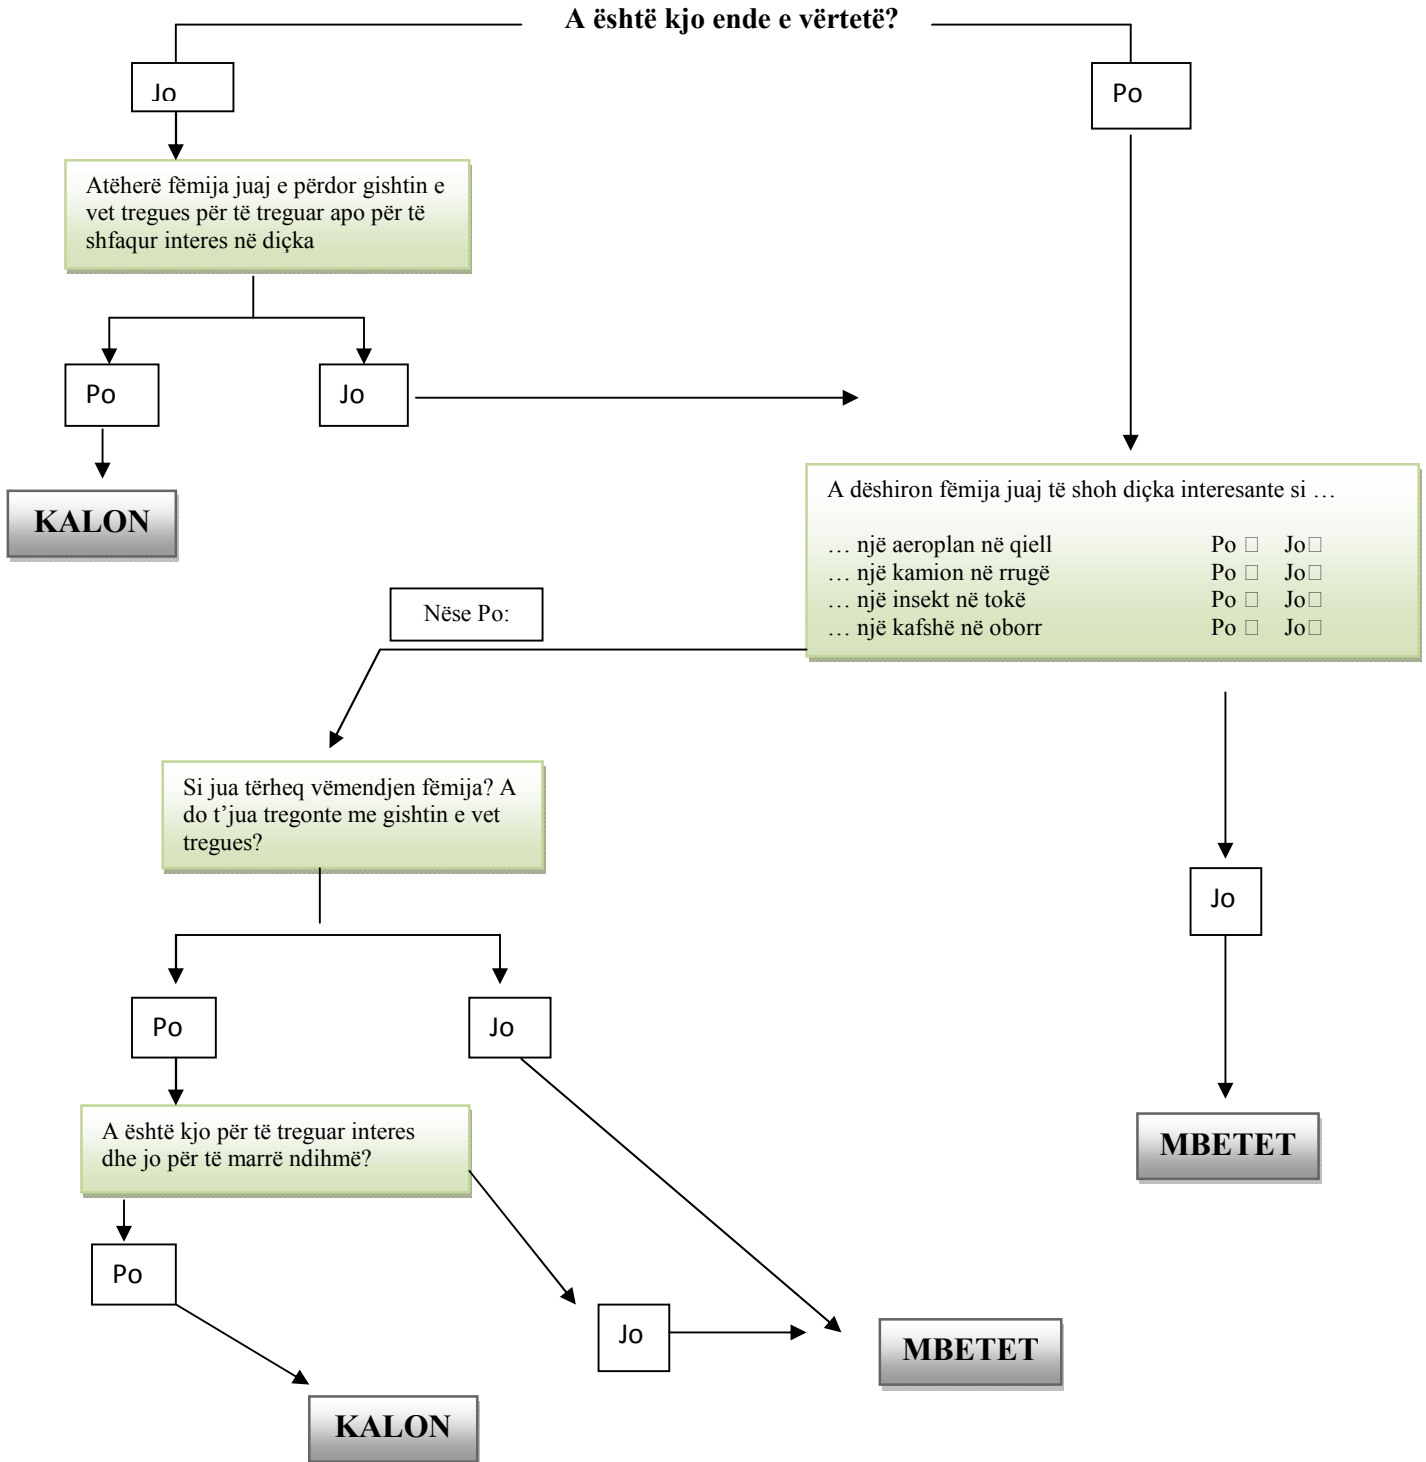 A është kjo ende e vërtetë?
Jo
Po
Atëherë fëmija juaj e përdor gishtin e
vet tregues për të treguar apo për të
shfaqur interes në diçka
Po
Jo
KALON
A dëshiron fëmija juaj të shoh diçka interesante si …
… një aeroplan në qiell Po □ Jo□
… një kamion në rrugë Po □ Jo□
… një insekt në tokë Po □ Jo□
… një kafshë në oborr Po □ Jo□
Nëse Po:
Si jua tërheq vëmendjen fëmija? A
do t’jua tregonte me gishtin e vet
tregues?
Jo
Po
Jo
A është kjo për të treguar interes
dhe jo për të marrë ndihmë?
MBETET
Po
Jo
MBETET
KALON